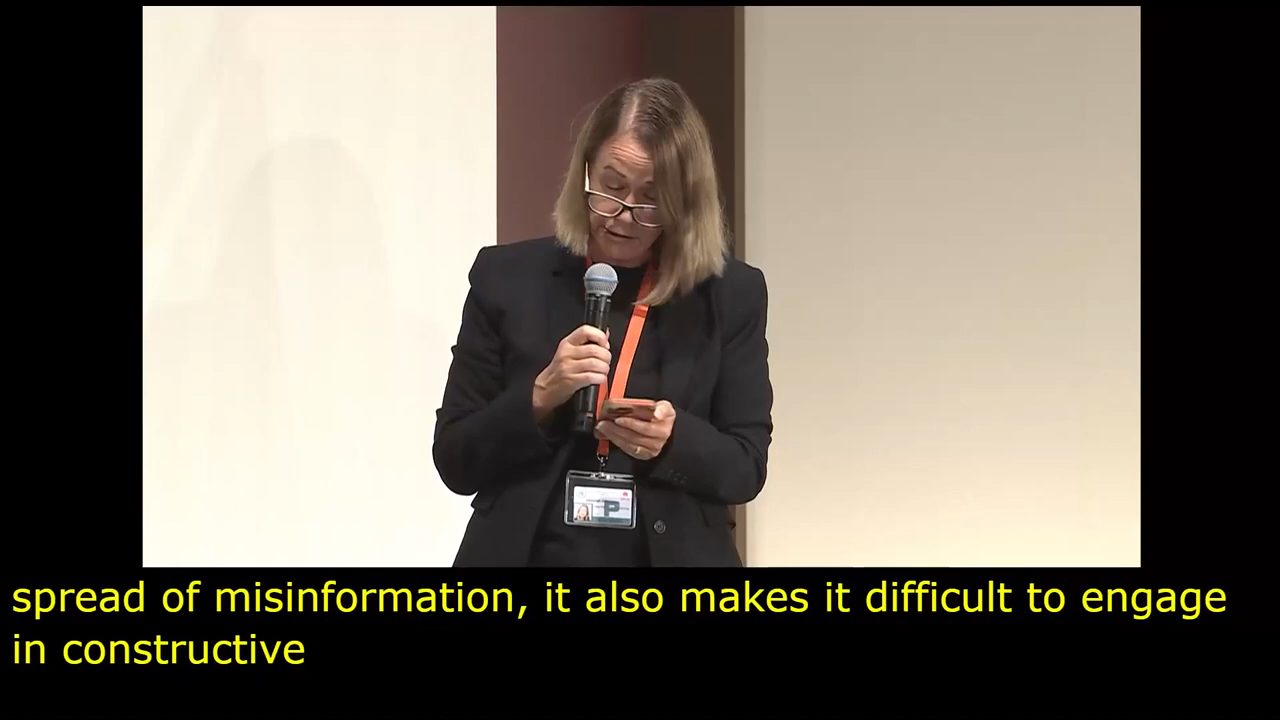 P
spread of misinformation, it also makes it difficult to engage
in constructive